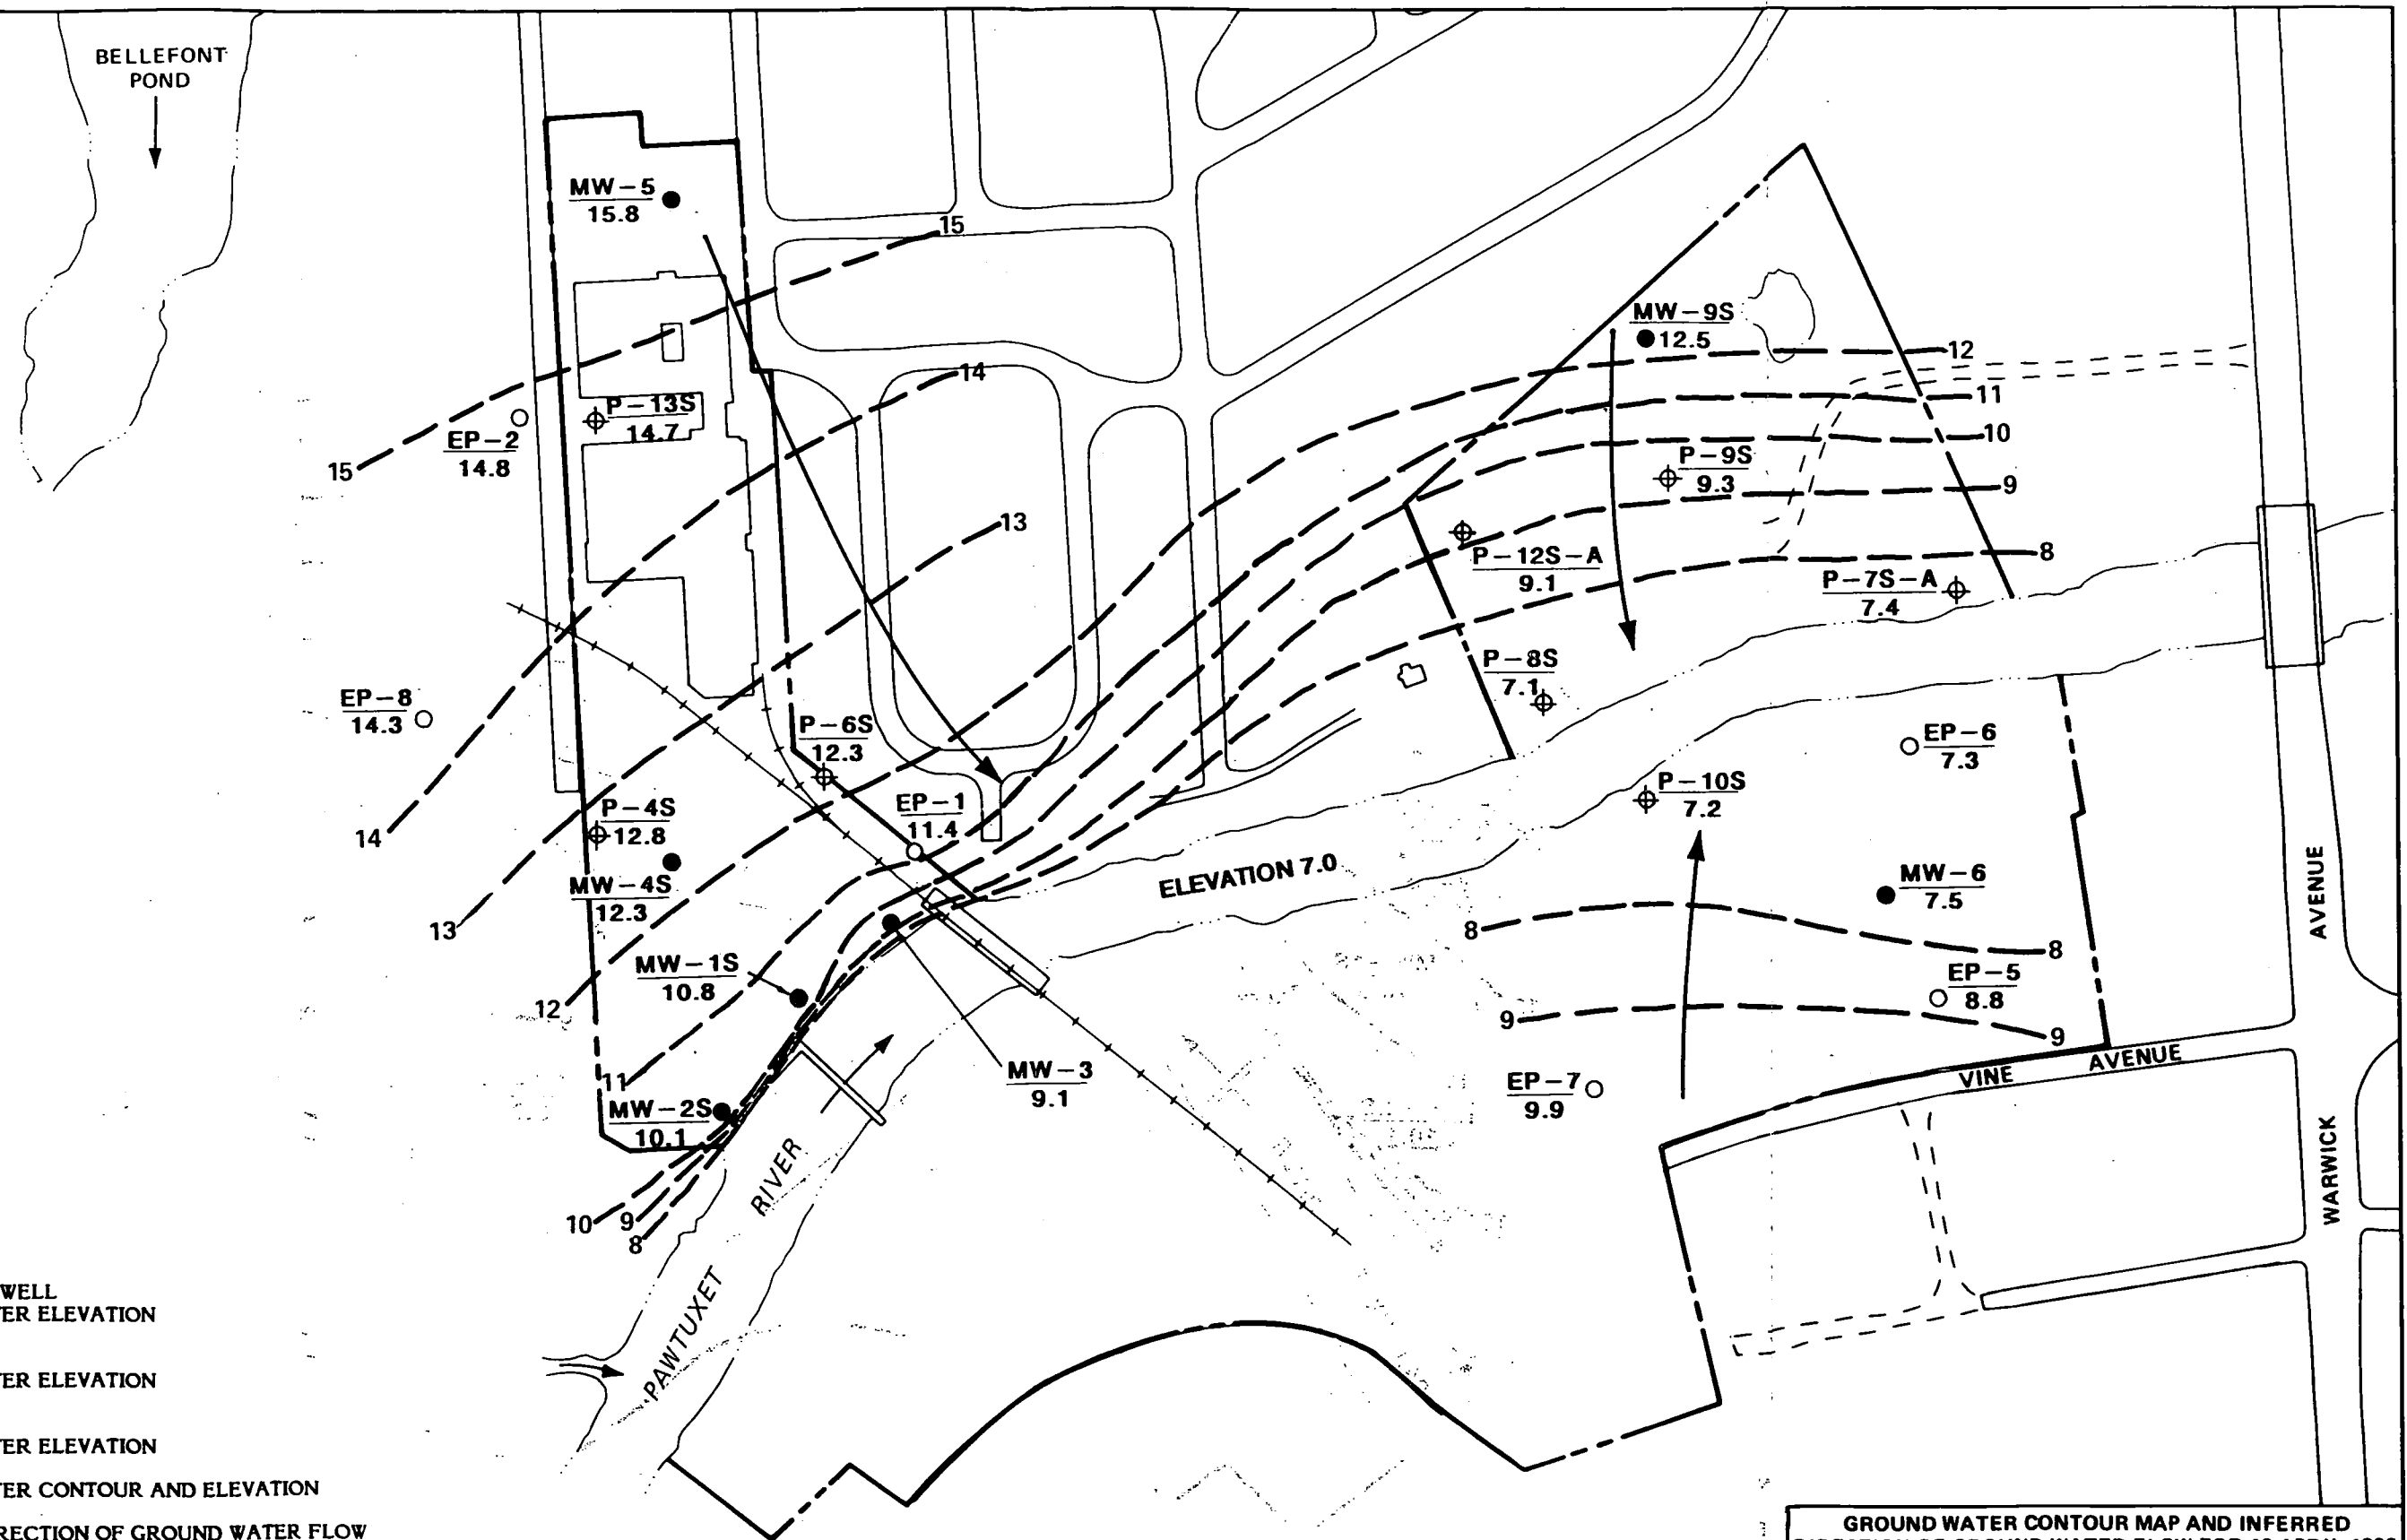 BELLEFONT
POND
MW-5
15.8
15
MW-9S
12.5
12
14
11
P-13S
14.7
EP-2
14.8
15
10
P-9S
9.3
9
13
P-12S-A
9.1
8
P-7S-A
7.4
P-8S
7.1
EP-8
14.3
P-6S
12.3
EP-6
7.3
P-10S
7.2
EP-1
11.4
14
P-4S
12.8
MW-4S
12.3
ELEVATION 7.0
MW-6
7.5
AVENUE
13
8
8
MW-1S
10.8
EP-5
8.8
12
9
9
MW-3
9.1
11
MW-2S
10.1
EP-7
9.9
VINE AVENUE
WARWICK
10
9
8
PAWTUXET RIVER
WELL
TER ELEVATION
TER ELEVATION
TER ELEVATION
TER CONTOUR AND ELEVATION
RECTION OF GROUND WATER FLOW
GROUND WATER CONTOUR MAP AND INFERRED